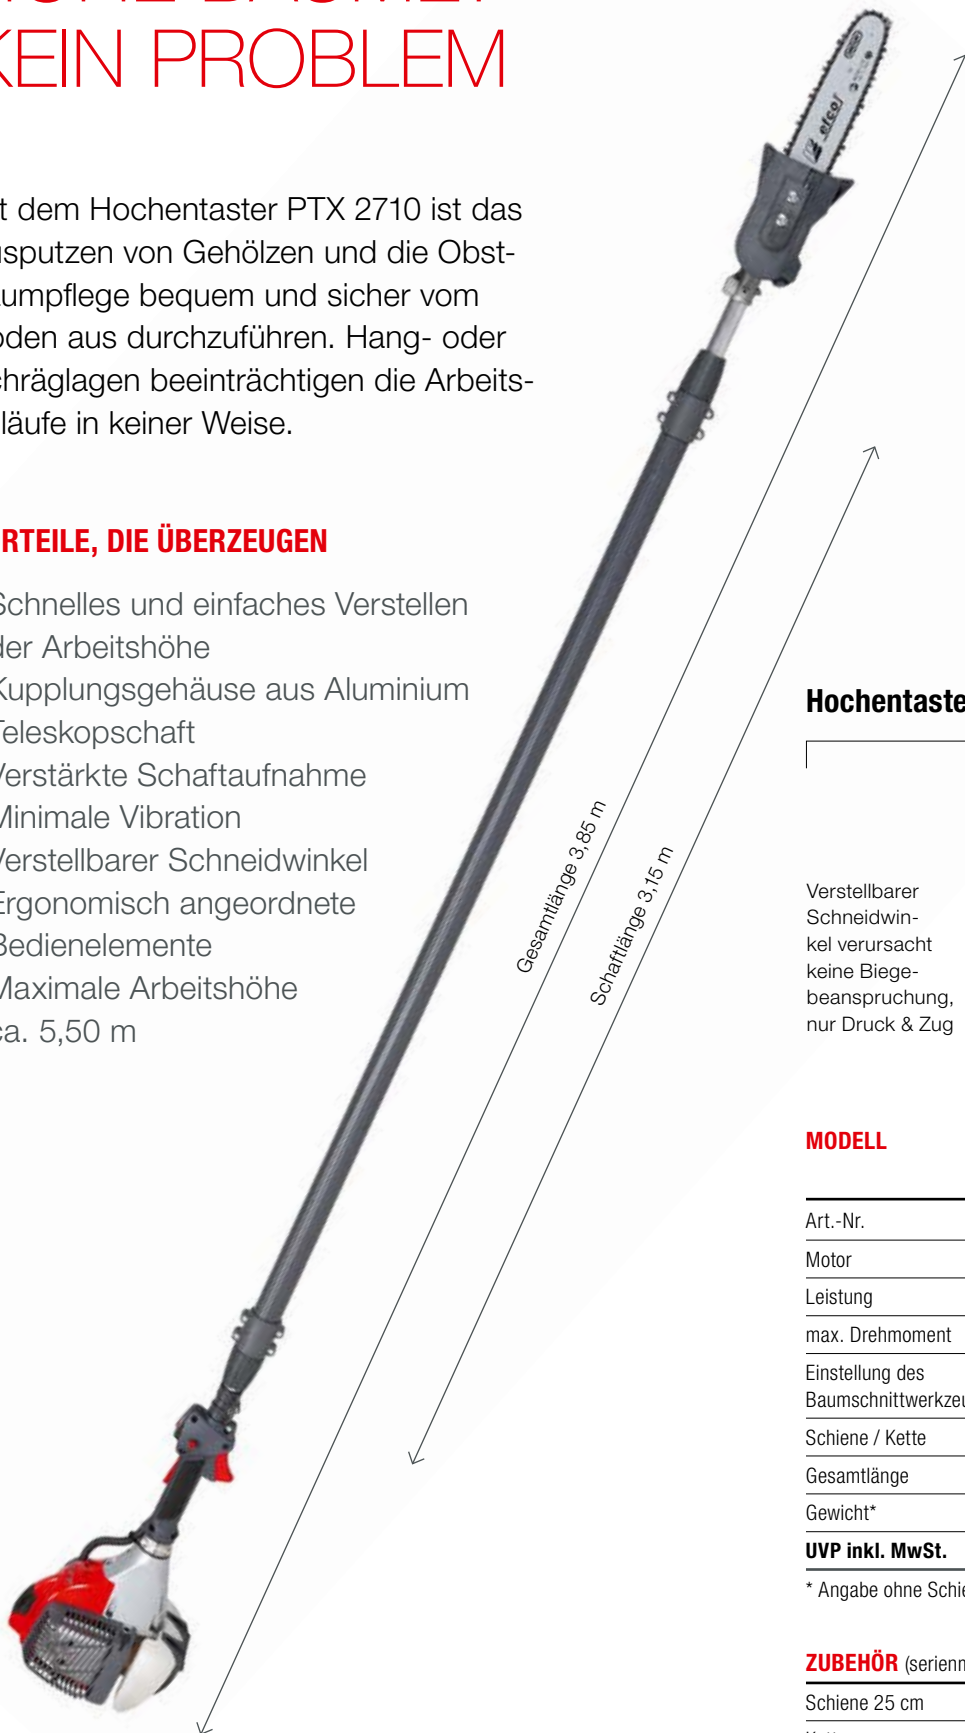 KEIN PROBLEM
t dem Hochentaster PTX 2710 ist das
usputzen von Gehölzen und die Obst-
umpflege bequem und sicher vom
oden aus durchzuführen. Hang- oder
chräglagen beeinträchtigen die Arbeits-
läufe in keiner Weise.
RTEILE, DIE ÜBERZEUGEN
Schnelles und einfaches Verstellen
der Arbeitshöhe
Kupplungsgehäuse aus Aluminium
Teleskopschaft
Verstärkte Schaftaufnahme
Minimale Vibration
Verstellbarer Schneidwinkel
Ergonomisch angeordnete
Bedienelemente
Maximale Arbeitshöhe
ca. 5,50 m
efco
Gesamtlänge 3,85 m
Schaftlänge 3,15 m
Hochentaste
Verstellbarer
Schneidwin-
kel verursacht
keine Biege-
beanspruchung,
nur Druck & Zug
MODELL
Art.-Nr.
Motor
Leistung
max. Drehmoment
Einstellung des
Baumschnittwerkzeu
Schiene / Kette
Gesamtlänge
Gewicht*
UVP inkl. MwSt.
* Angabe ohne Schie
ZUBEHÖR (serienm
Schiene 25 cm